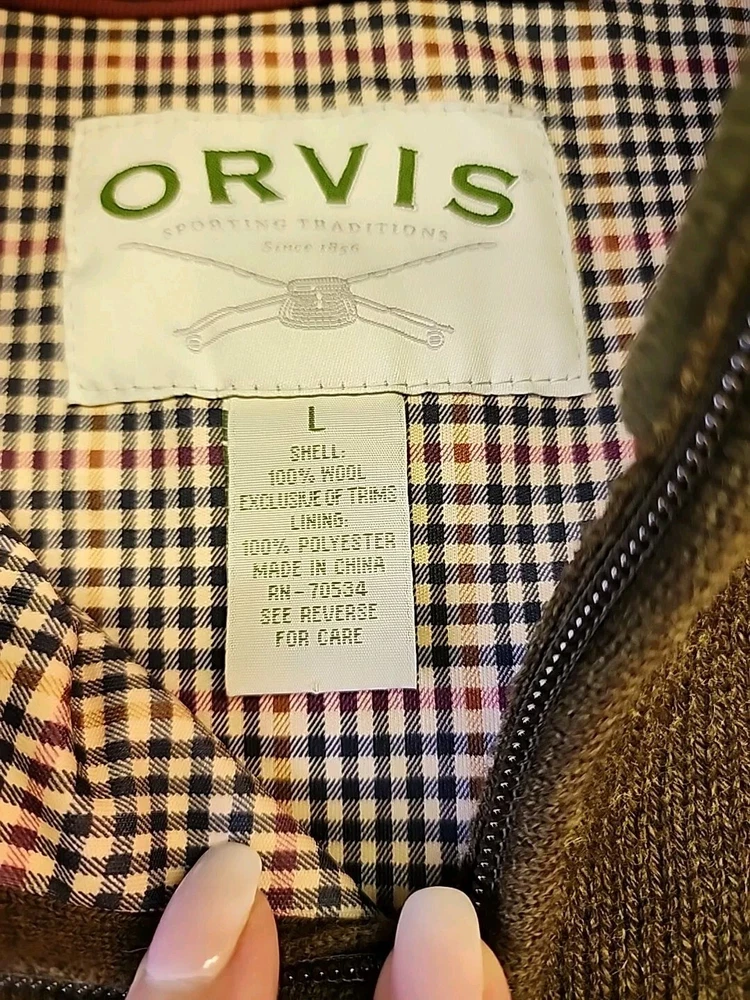 ORVIS
SPORTING TRADITIONS
Since 1856
L
SHELL:
100% WOOL
EXCLUSIVE OF TRIMS
LINING:
100% POLYESTER
MADE IN CHINA
RN-70534
SEE REVERSE
FOR CARE